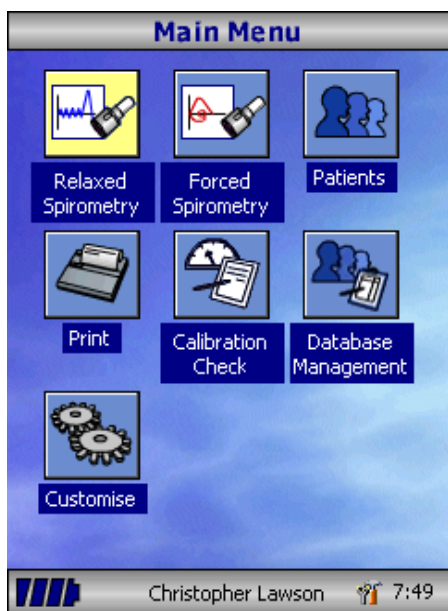 Main Menu
Relaxed
Spirometry
Forced
Spirometry
Patients
Print
Calibration
Check
Database
Management
Customise
Christopher Lawson 7:49